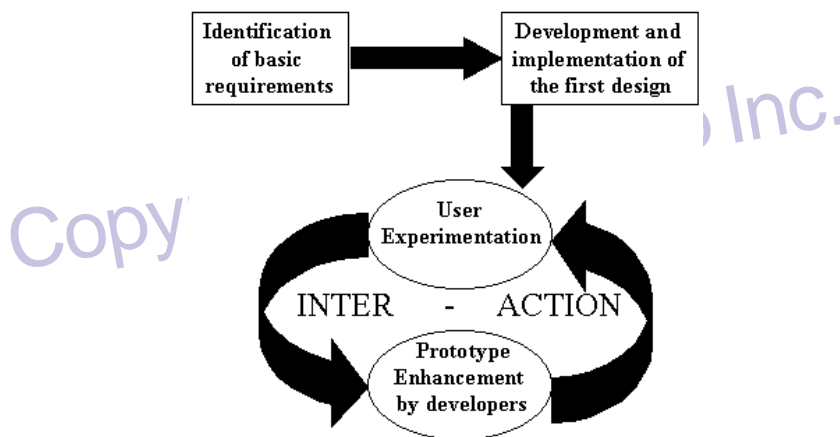 Identification
of basic
requirements
Development and
implementation of
the first design
Inc.
Copy
User
Experimentation
INTER - ACTION
Prototype
Enhancement
by developers